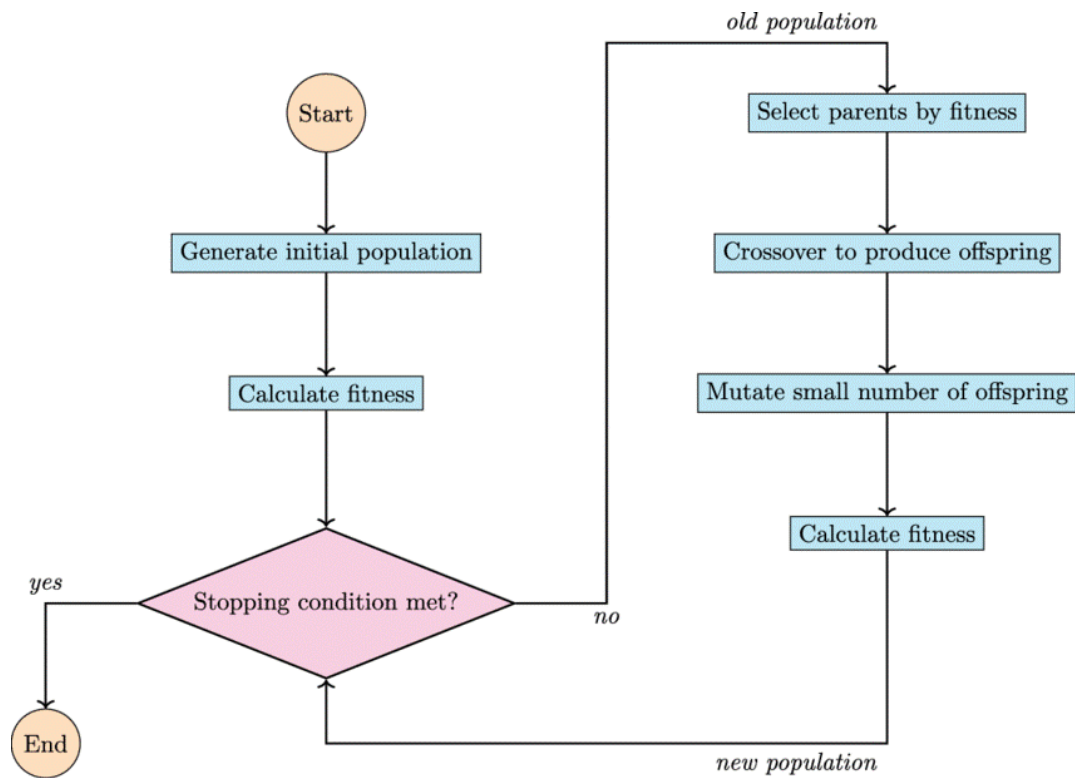 Start
Generate initial population
Calculate fitness
Stopping condition met?
yes
End
no
old population
Select parents by fitness
Crossover to produce offspring
Mutate small number of offspring
Calculate fitness
new population